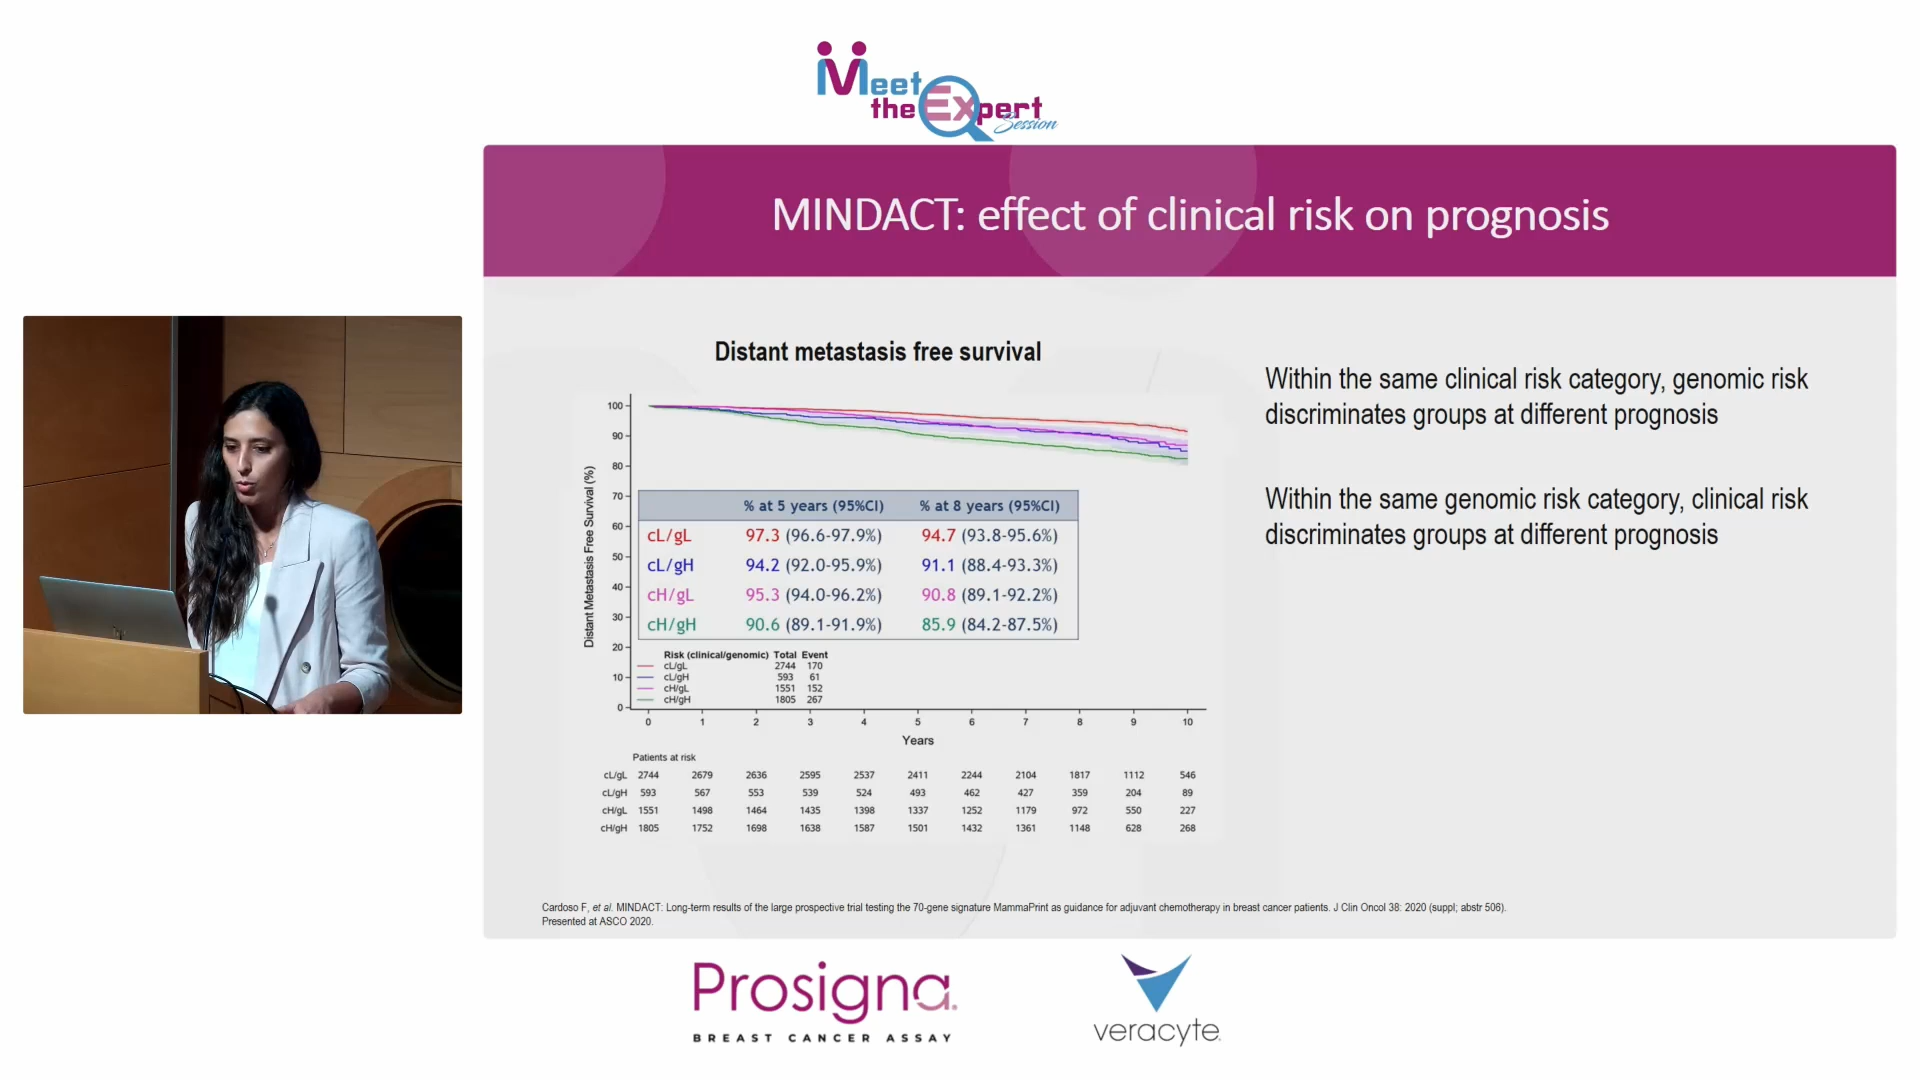 Meet
the Expert
Session
MINDACT: effect of clinical risk on prognosis
Distant metastasis free survival
Distant Metastasis Free Survival (%)
100
90
80
70
60
50
40
30
20
10
0
% at 5 years (95%CI) % at 8 years (95%CI)
cL/gL 97.3 (96.6-97.9%) 94.7 (93.8-95.6%)
cL/gH 94.2 (92.0-95.9%) 91.1 (88.4-93.3%)
cH/gL 95.3 (94.0-96.2%) 90.8 (89.1-92.2%)
cH/gH 90.6 (89.1-91.9%) 85.9 (84.2-87.5%)
Risk (clinical/genomic) Total Event
cL/gL 2744 170
cL/gH 593 61
cH/gL 1551 152
cH/gH 1805 267
0 1 2 3 4 5 6 7 8 9 10
Years
Patients at risk
cL/gL 2744 2679 2636 2595 2537 2411 2244 2104 1817 1112 546
cL/gH 593 567 553 539 524 493 462 427 359 204 89
cH/gL 1551 1498 1464 1435 1398 1337 1252 1179 972 550 227
cH/gH 1805 1752 1698 1638 1587 1501 1432 1361 1148 628 268
Within the same clinical risk category, genomic risk
discriminates groups at different prognosis
Within the same genomic risk category, clinical risk
discriminates groups at different prognosis
Cardoso F, et al. MINDACT: Long-term results of the large prospective trial testing the 70-gene signature MammaPrint as guidance for adjuvant chemotherapy in breast cancer patients. J Clin Oncol 38: 2020 (suppl; abstr 506).
Presented at ASCO 2020.
Prosigna.
BREAST CANCER ASSAY
veracyte.